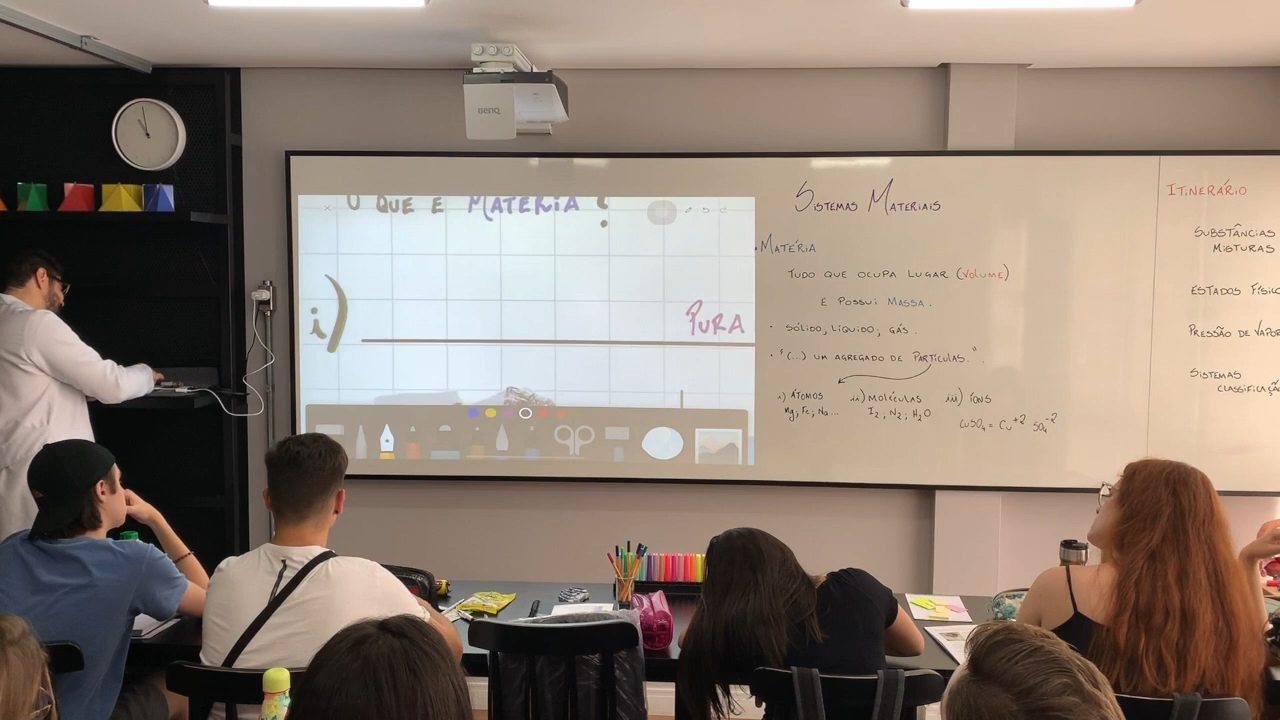 BENQ
O QUE É MATÉRIA ?
i)
PURA
SISTEMAS MATERIAIS
• MATÉRIA
TUDO QUE OCUPA LUGAR (VOLUME)
E POSSUI MASSA.
• SÓLIDO, LÍQUIDO, GÁS.
• "(...) UM AGREGADO DE PARTÍCULAS.".
i) ÁTOMOS ii) MOLÉCULAS iii) ÍONS
Mg, Fe, Na... I₂, N₂, H₂O CuSO₄ = Cu⁺² SO₄⁻²
ITINERÁRIO
SUBSTÂNCIAS
MISTURAS
ESTADOS FÍSIC
PRESSÃO DE VAPOR
SISTEMAS
CLASSIFICAÇÃ